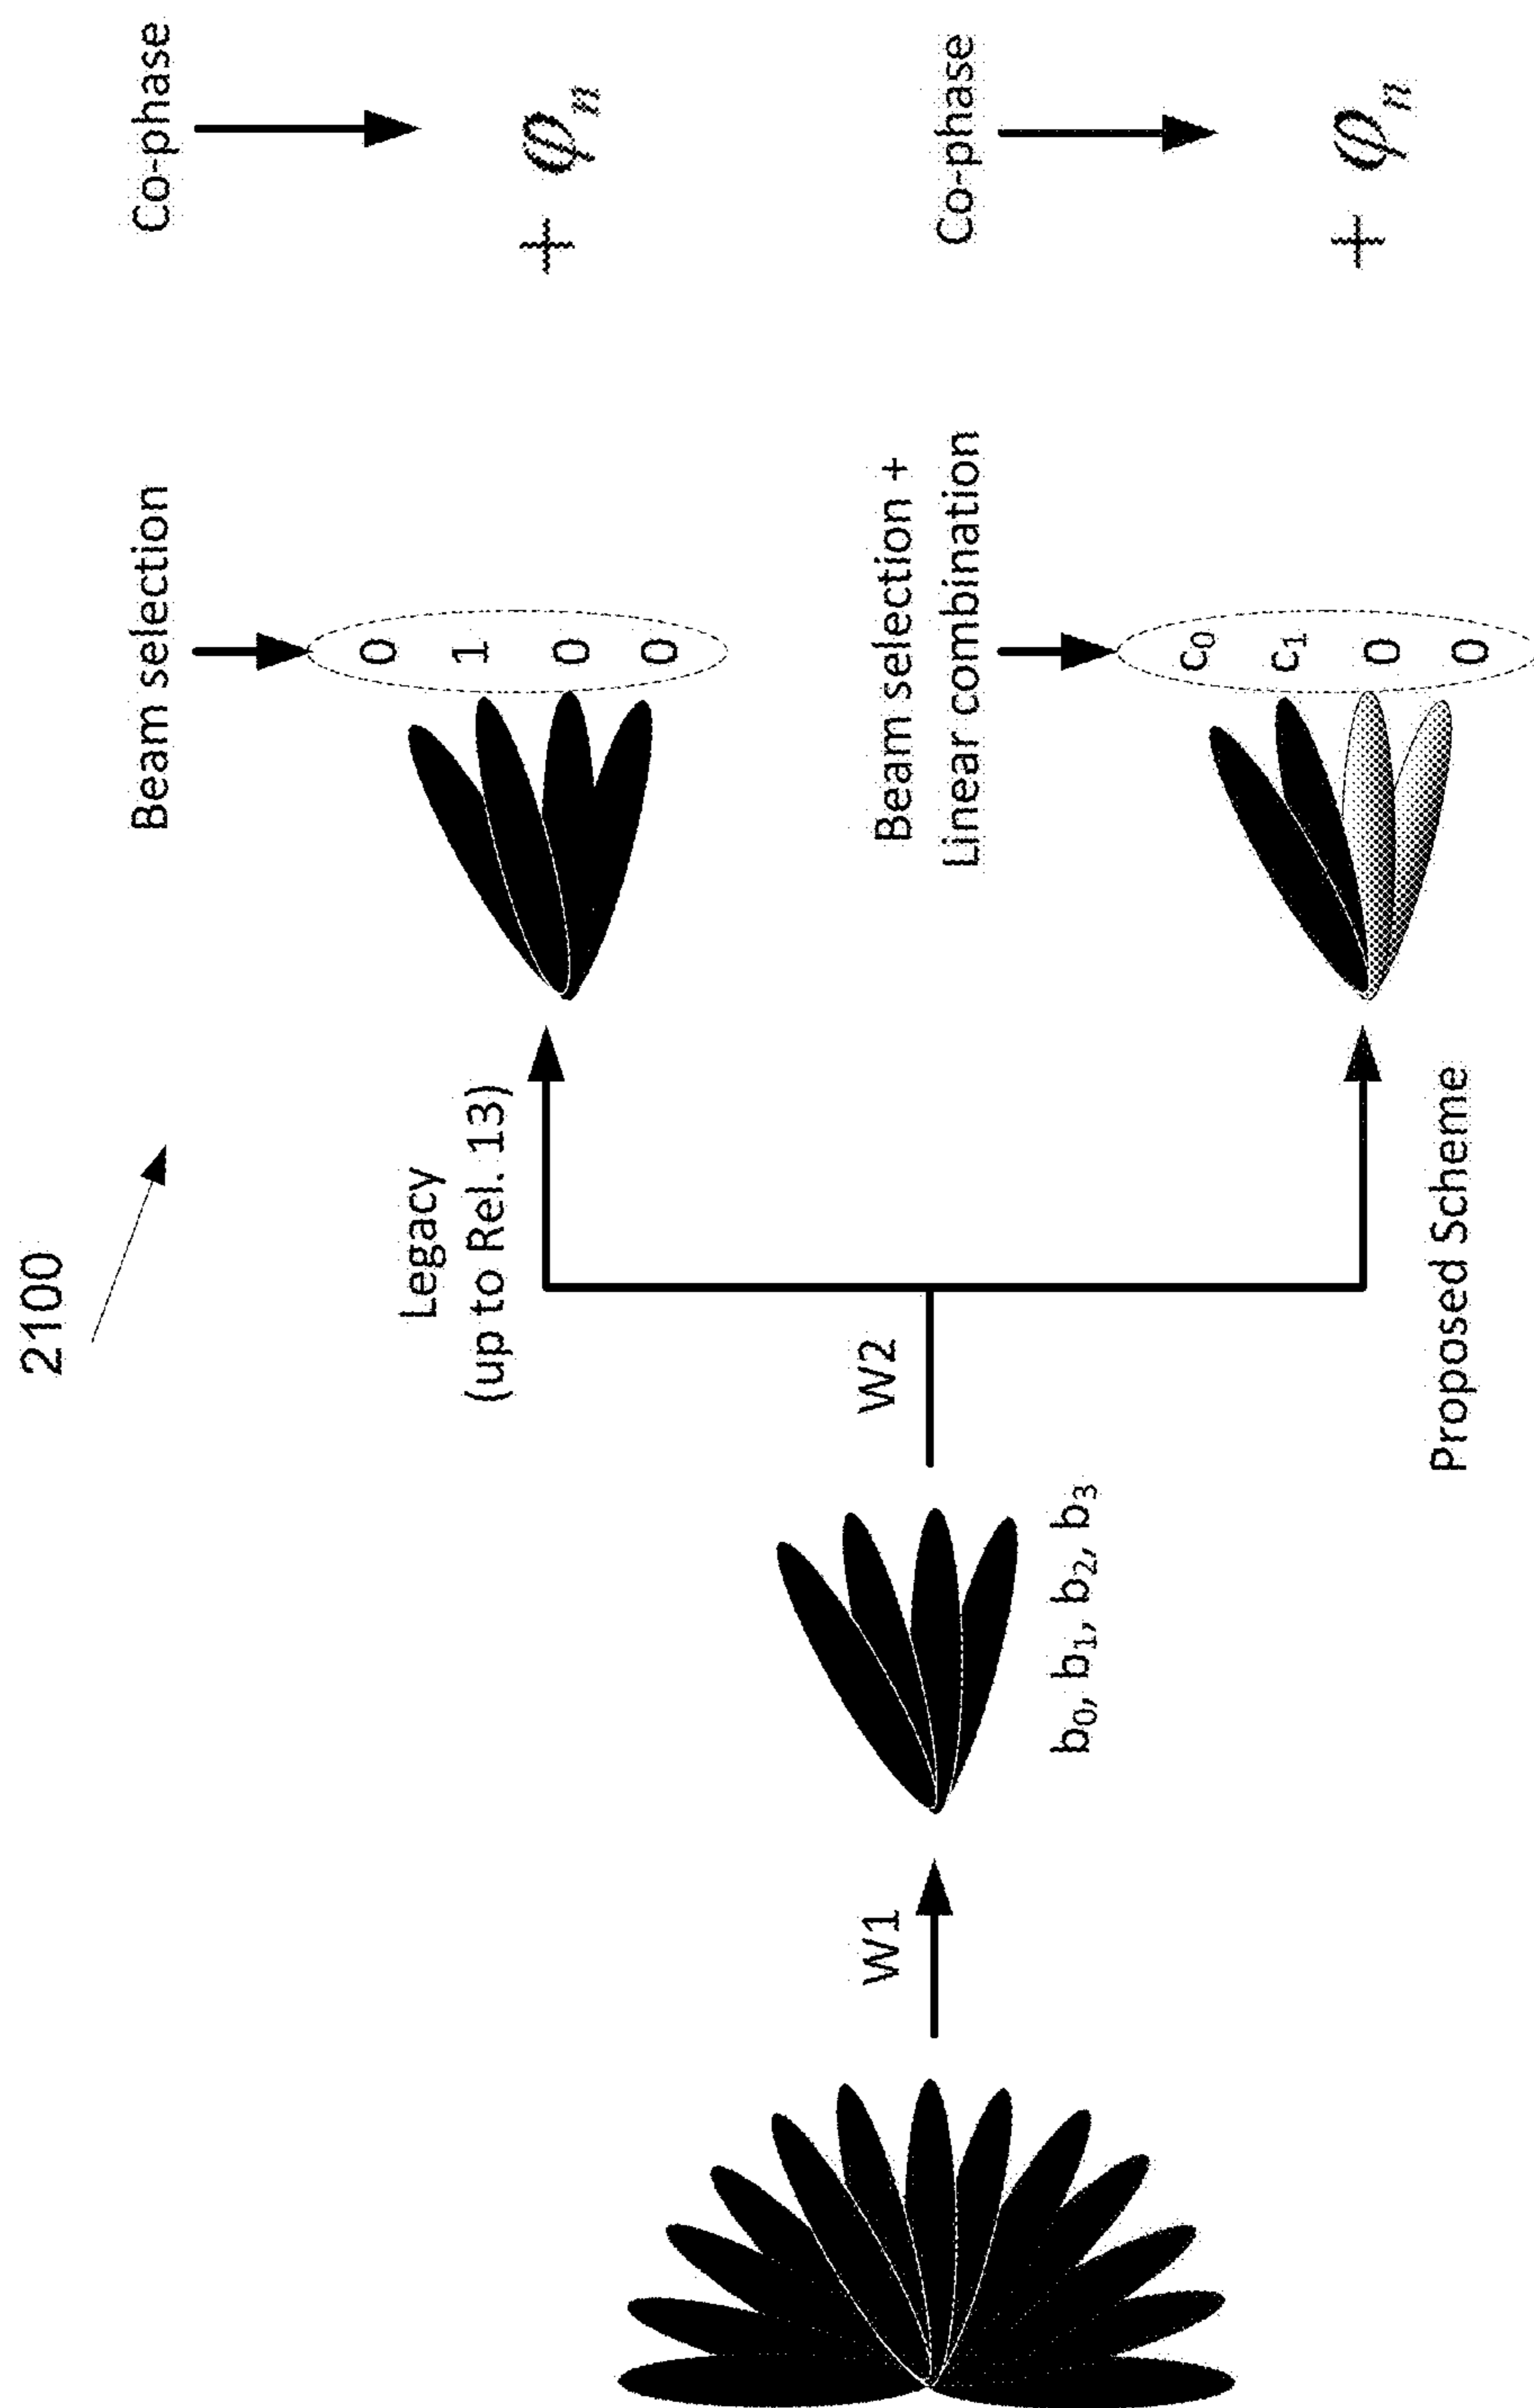 2100
W1
b0, b1, b2, b3
W2
Legacy
(up to Rel. 13)
Beam selection
0
1
0
0
Co-phase
+ φn
Proposed Scheme
Beam selection +
Linear combination
c0
c1
0
0
Co-phase
+ φn